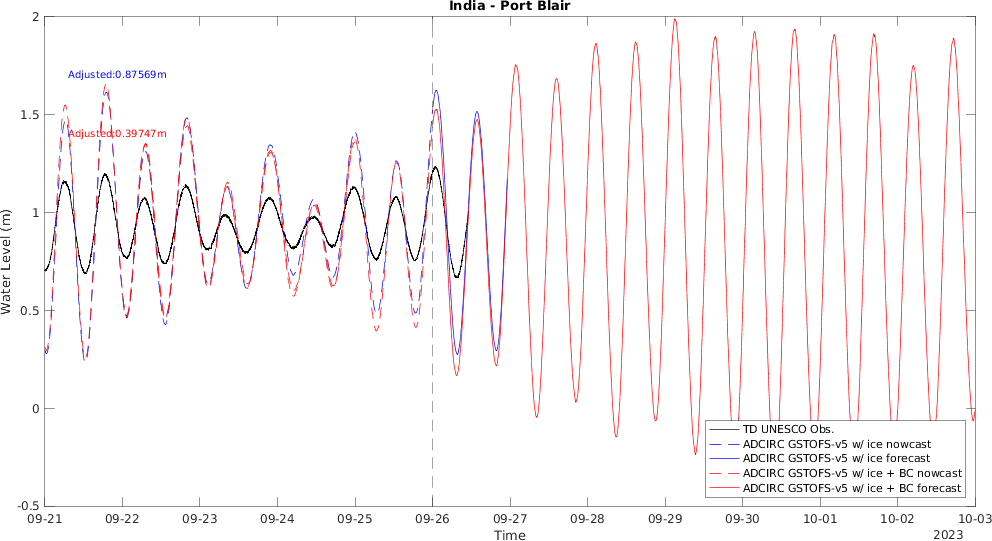 India - Port Blair
2
1.5
1
0.5
0
-0.5
Water Level (m)
Adjusted:0.87569m
Adjusted:0.39747m
TD UNESCO Obs.
ADCIRC GSTOFS-v5 w/ ice nowcast
ADCIRC GSTOFS-v5 w/ ice forecast
ADCIRC GSTOFS-v5 w/ ice + BC nowcast
ADCIRC GSTOFS-v5 w/ ice + BC forecast
09-21 09-22 09-23 09-24 09-25 09-26 09-27 09-28 09-29 09-30 10-01 10-02 10-03
Time
2023